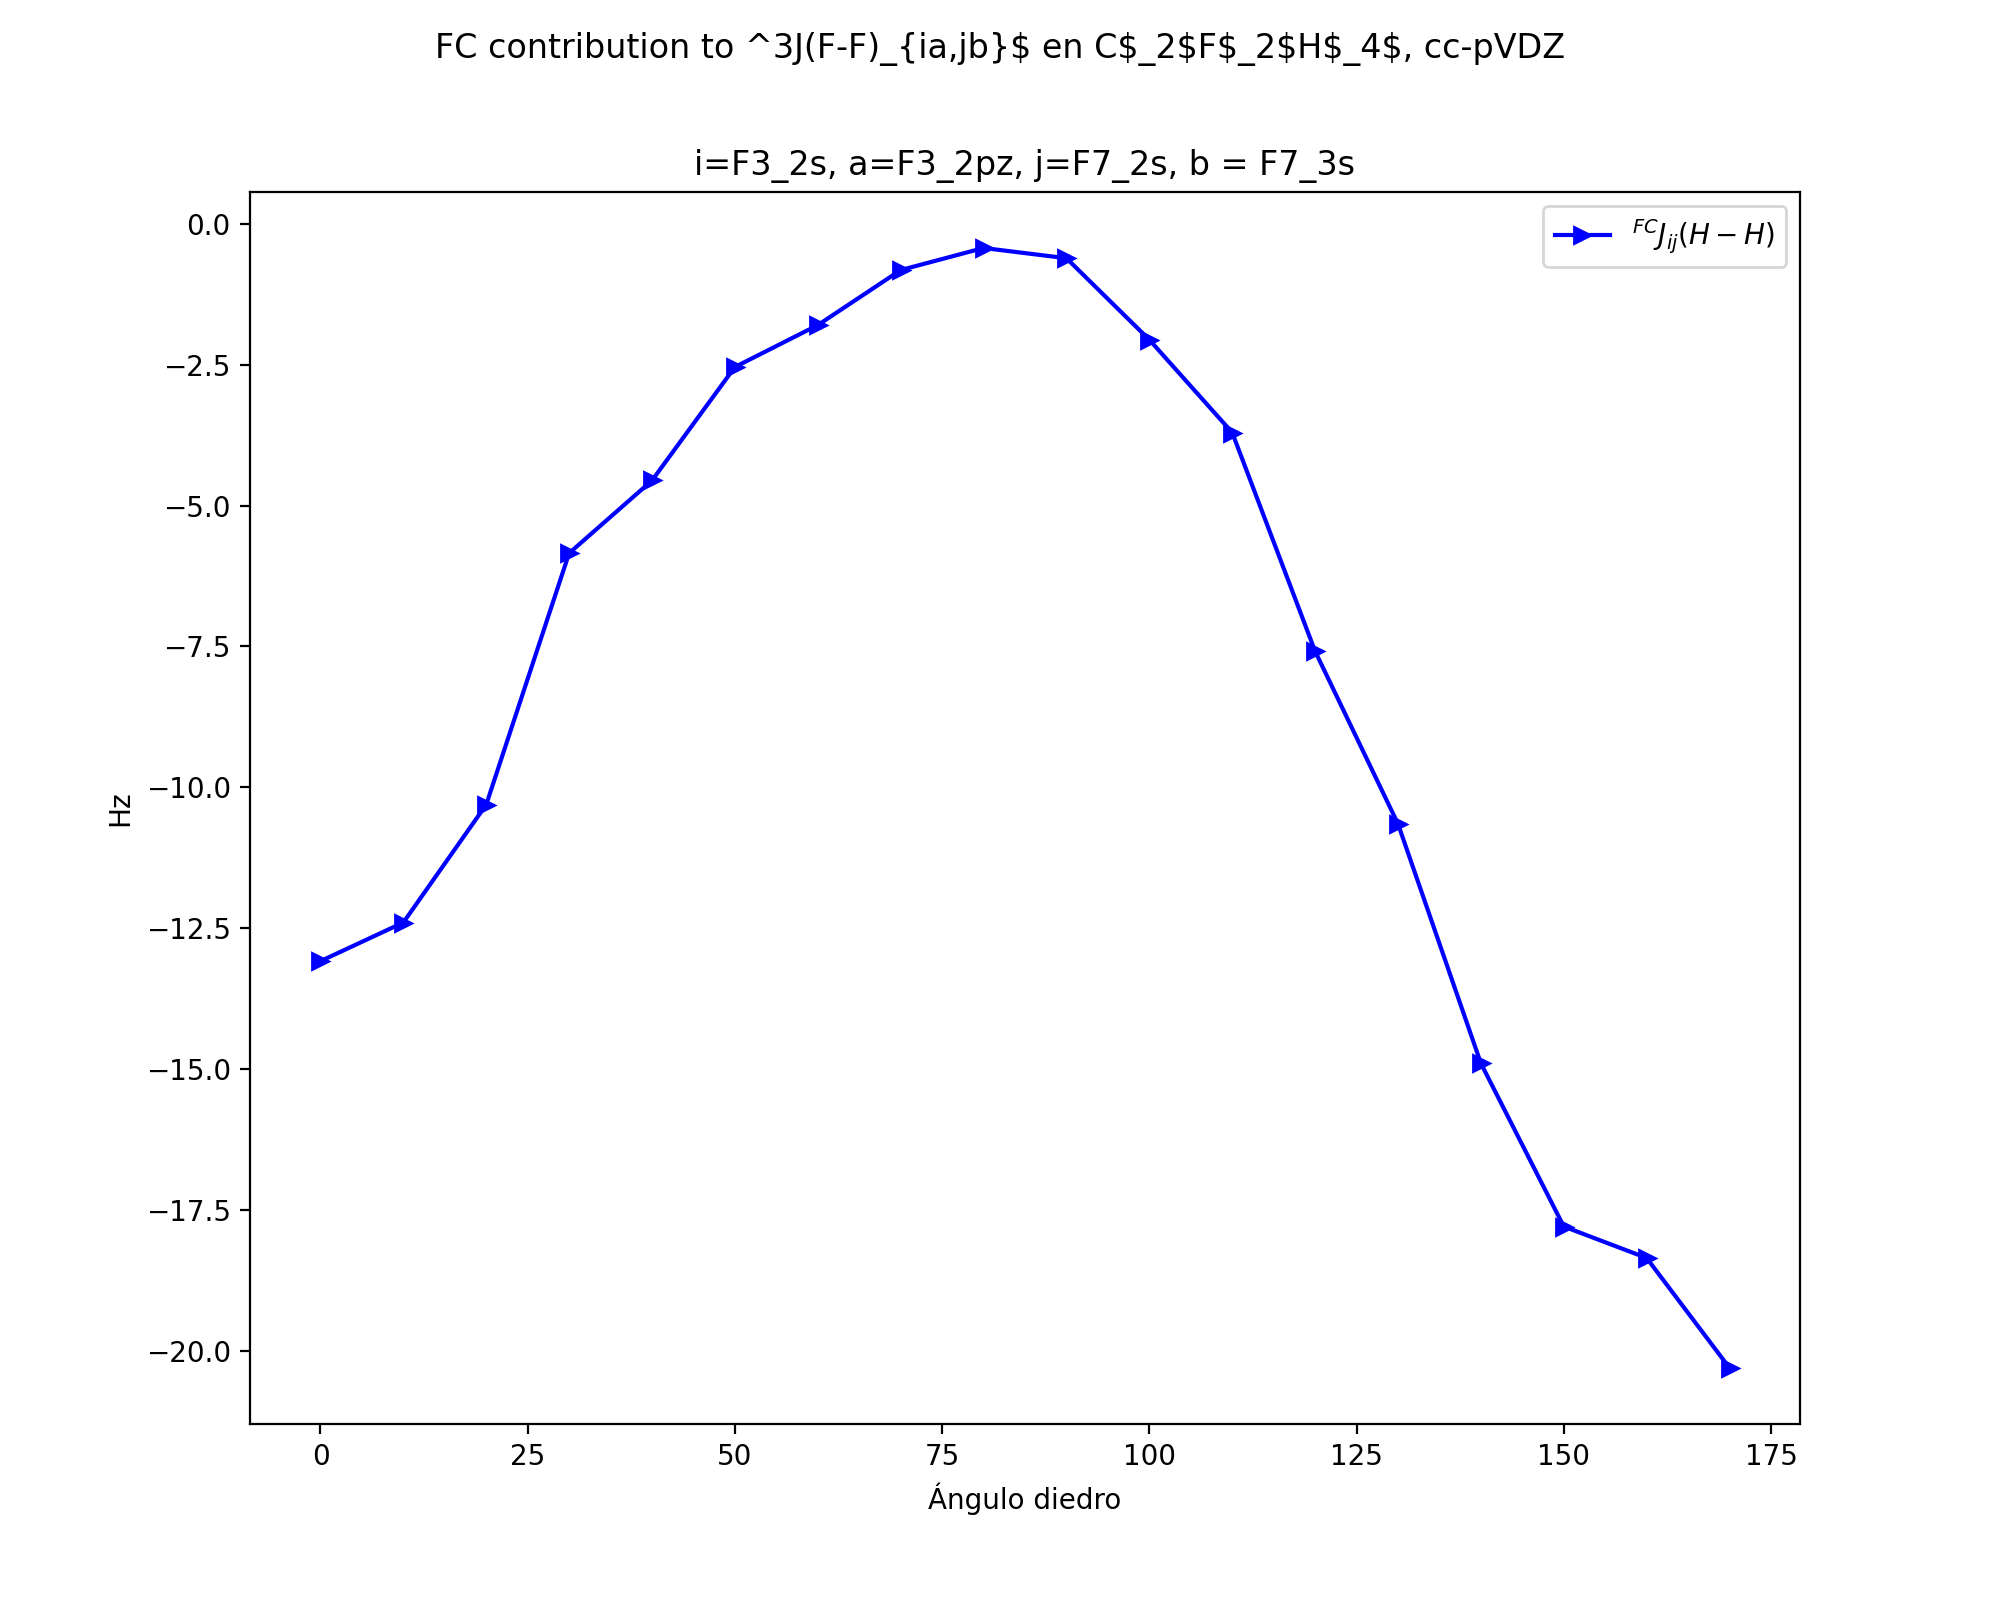 FC contribution to ^3J(F-F)_{ia,jb}$ en C$_2$F$_2$H$_4$, cc-pVDZ
i=F3_2s, a=F3_2pz, j=F7_2s, b = F7_3s
^{FC}J_{ij}(H − H)
0.0
−2.5
−5.0
−7.5
−10.0
−12.5
−15.0
−17.5
−20.0
Hz
0 25 50 75 100 125 150 175
Ángulo diedro